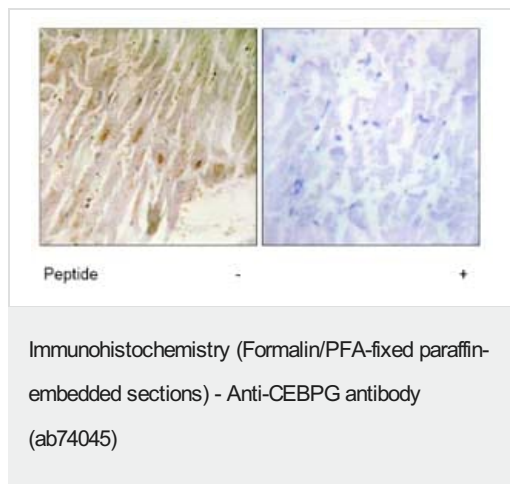 Peptide - +
Immunohistochemistry (Formalin/PFA-fixed paraffin-
embedded sections) - Anti-CEBPG antibody
(ab74045)